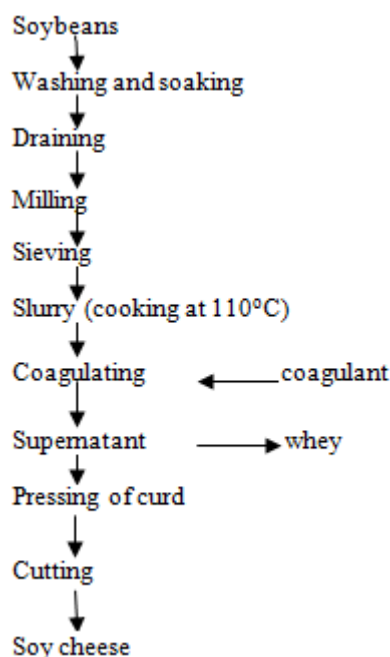 Soybeans
Washing and soaking
Draining
Milling
Sieving
Slurry (cooking at 110°C)
Coagulating coagulant
Supernatant whey
Pressing of curd
Cutting
Soy cheese